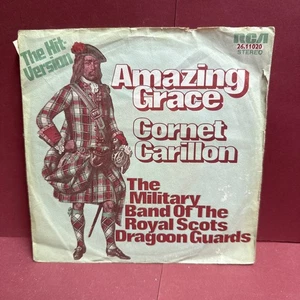 The Hit-
Version
RCA
26.11020
STEREO
Amazing
Grace
Cornet
Carillon
The
Military
Band Of The
Royal Scots
Dragoon Guards